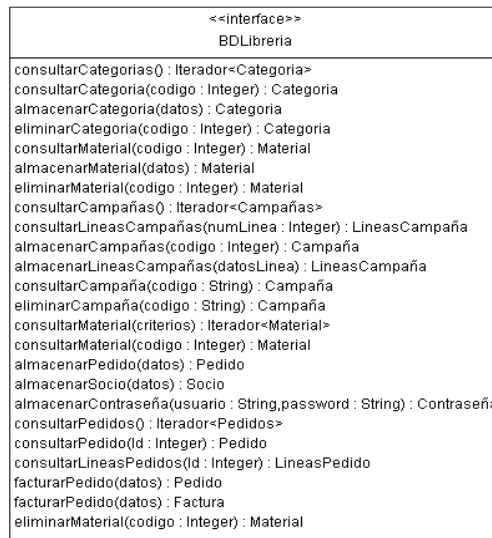 <<interface>>
BDLibreria
consultarCategorias() : Iterador<Categoria>
consultarCategoria(codigo : Integer) : Categoria
almacenarCategoria(datos) : Categoria
eliminarCategoria(codigo : Integer) : Categoria
consultarMaterial(codigo : Integer) : Material
almacenarMaterial(datos) : Material
eliminarMaterial(codigo : Integer) : Material
consultarCampañas() : Iterador<Campañas>
consultarLineasCampañas(numLinea : Integer) : LineasCampaña
almacenarCampañas(codigo : Integer) : Campaña
almacenarLineasCampañas(datosLinea) : LineasCampaña
consultarCampaña(codigo : String) : Campaña
eliminarCampaña(codigo : String) : Campaña
consultarMaterial(criterios) : Iterador<Material>
consultarMaterial(codigo : Integer) : Material
almacenarPedido(datos) : Pedido
almacenarSocio(datos) : Socio
almacenarContraseña(usuario : String,password : String) : Contraseña
consultarPedidos() : Iterador<Pedidos>
consultarPedido(Id : Integer) : Pedido
consultarLineasPedidos(Id : Integer) : LineasPedido
facturarPedido(datos) : Pedido
facturarPedido(datos) : Factura
eliminarMaterial(codigo : Integer) : Material